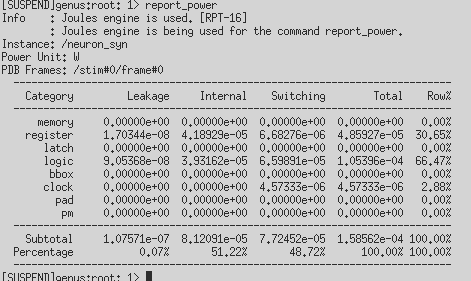 [SUSPEND]genus:root: 1> report_power
Info    : Joules engine is used. [RPT-16]
        : Joules engine is being used for the command report_power.
Instance: /neuron_syn
Power Unit: W
PDB Frames: /stim#0/frame#0
-------------------------------------------------------------------------
Category         Leakage     Internal    Switching        Total    Row%
-------------------------------------------------------------------------
memory     0.00000e+00  0.00000e+00  0.00000e+00  0.00000e+00   0.00%
register     1.70344e-08  4.18929e-05  6.68276e-06  4.85927e-05  30.65%
latch     0.00000e+00  0.00000e+00  0.00000e+00  0.00000e+00   0.00%
logic     9.05368e-08  3.93162e-05  6.59891e-05  1.05396e-04  66.47%
bbox     0.00000e+00  0.00000e+00  0.00000e+00  0.00000e+00   0.00%
clock     0.00000e+00  0.00000e+00  4.57333e-06  4.57333e-06   2.88%
pad     0.00000e+00  0.00000e+00  0.00000e+00  0.00000e+00   0.00%
pm     0.00000e+00  0.00000e+00  0.00000e+00  0.00000e+00   0.00%
-------------------------------------------------------------------------
Subtotal     1.07571e-07  8.12091e-05  7.72452e-05  1.58562e-04 100.00%
Percentage           0.07%       51.22%       48.72%      100.00% 100.00%
-------------------------------------------------------------------------
[SUSPEND]genus:root: 1>